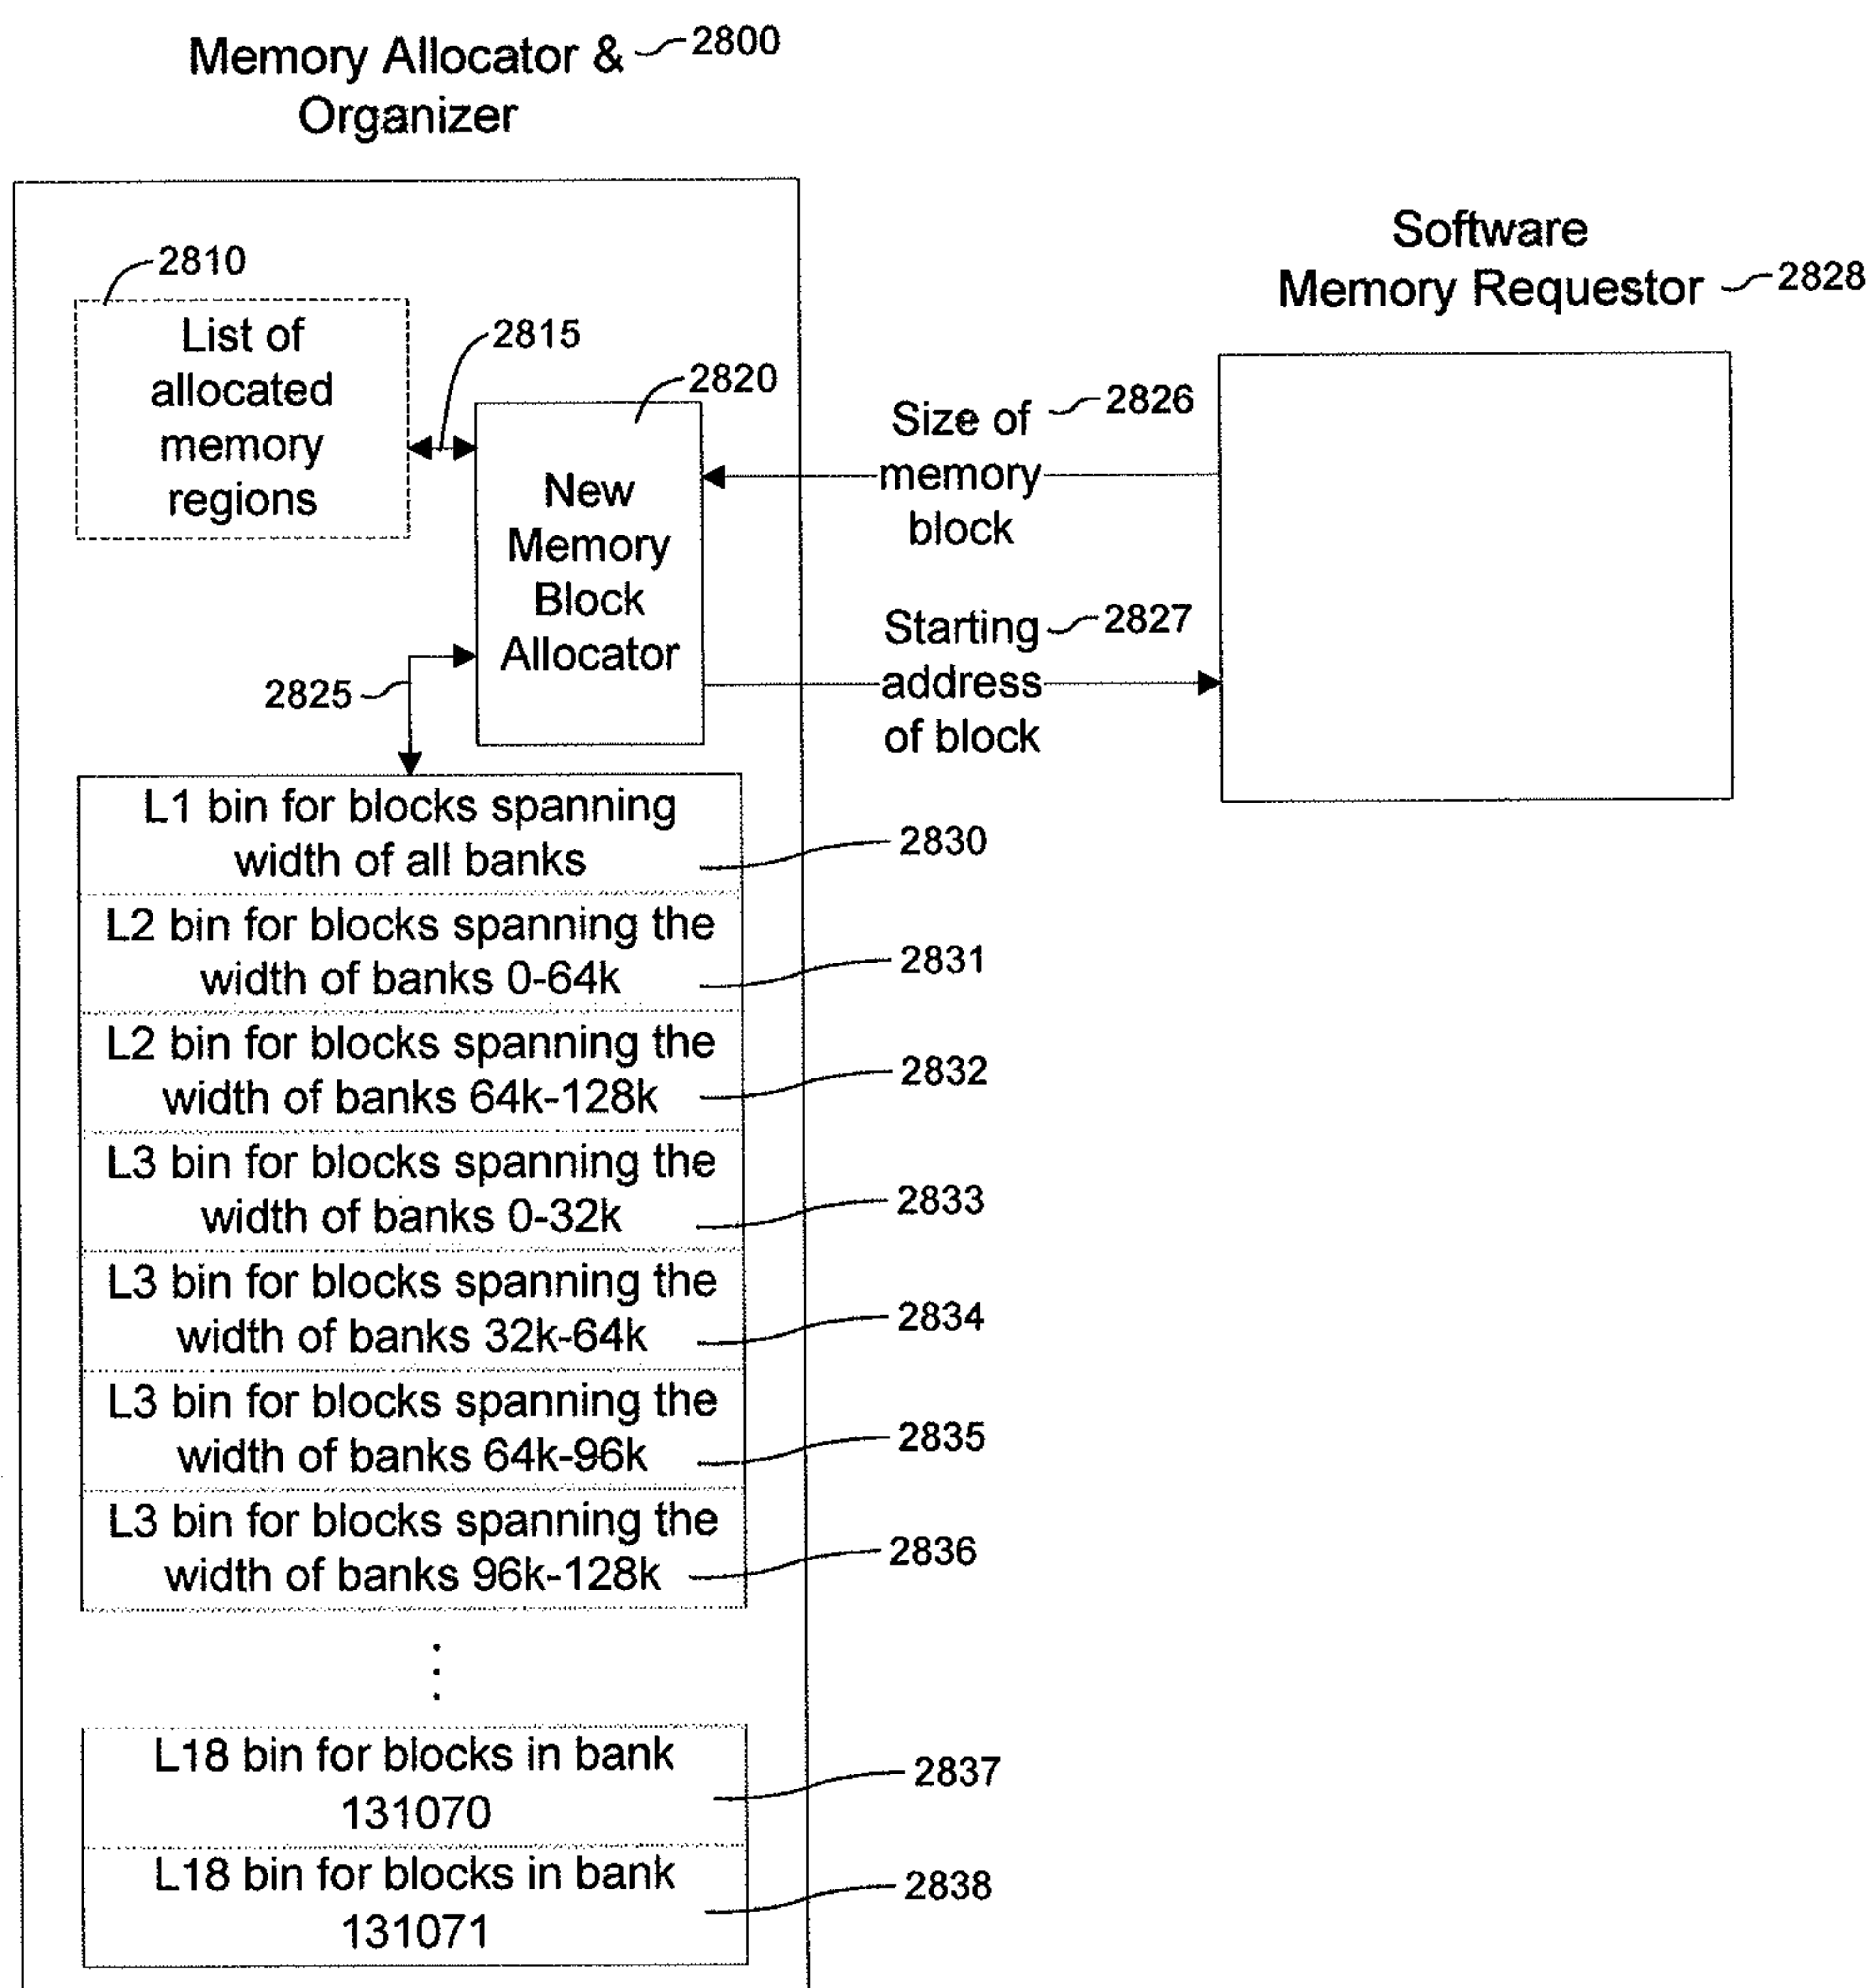 Memory Allocator & 2800
Organizer
2810
List of
allocated
memory
regions
2815
2820
New
Memory
Block
Allocator
2825
Software
Memory Requestor 2828
Size of 2826
memory
block
Starting 2827
address
of block
L1 bin for blocks spanning
width of all banks
2830
L2 bin for blocks spanning the
width of banks 0-64k
2831
L2 bin for blocks spanning the
width of banks 64k-128k
2832
L3 bin for blocks spanning the
width of banks 0-32k
2833
L3 bin for blocks spanning the
width of banks 32k-64k
2834
L3 bin for blocks spanning the
width of banks 64k-96k
2835
L3 bin for blocks spanning the
width of banks 96k-128k
2836
L18 bin for blocks in bank
131070
2837
L18 bin for blocks in bank
131071
2838